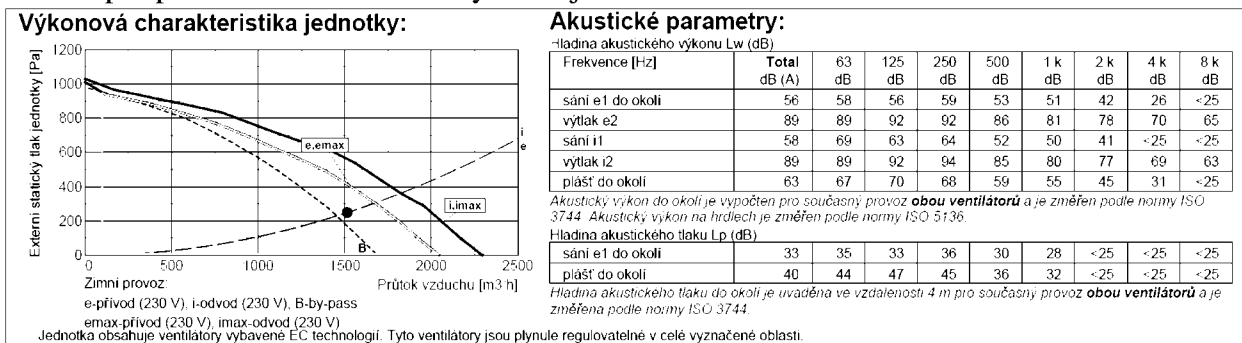 Výkonová charakteristika jednotky:
Externí statický tlak jednotky [Pa]
1200
1000
800
600
400
200
0
e,emax
i,imax
B
i
e
0 500 1000 1500 2000 2500
Zimní provoz: Průtok vzduchu [m3 h]
e-přívod (230 V), i-odvod (230 V), B-by-pass
emax-přívod (230 V), imax-odvod (230 V)
Akustické parametry:
Hladina akustického výkonu Lw (dB)
Frekvence [Hz] Total 63 125 250 500 1 k 2 k 4 k 8 k
dB (A) dB dB dB dB dB dB dB dB
sání e1 do okolí 56 58 56 59 53 51 42 26 <25
výtlak e2 89 89 92 92 86 81 78 70 65
sání i1 58 69 63 64 52 50 41 <25 <25
výtlak i2 89 89 92 94 85 80 77 69 63
plášť do okolí 63 67 70 68 59 55 45 31 <25
Akustický výkon do okolí je vypočten pro současný provoz obou ventilátorů a je změřen podle normy ISO
3744. Akustický výkon na hrdlech je změřen podle normy ISO 5136.
Hladina akustického tlaku Lp (dB)
sání e1 do okolí 33 35 33 36 30 28 <25 <25 <25
plášť do okolí 40 44 47 45 36 32 <25 <25 <25
Hladina akustického tlaku do okolí je uváděna ve vzdálenosti 4 m pro současný provoz obou ventilátorů a je
změřena podle normy ISO 3744.
Jednotka obsahuje ventilátory vybavené EC technologií. Tyto ventilátory jsou plynule regulovatelné v celé vyznačené oblasti.